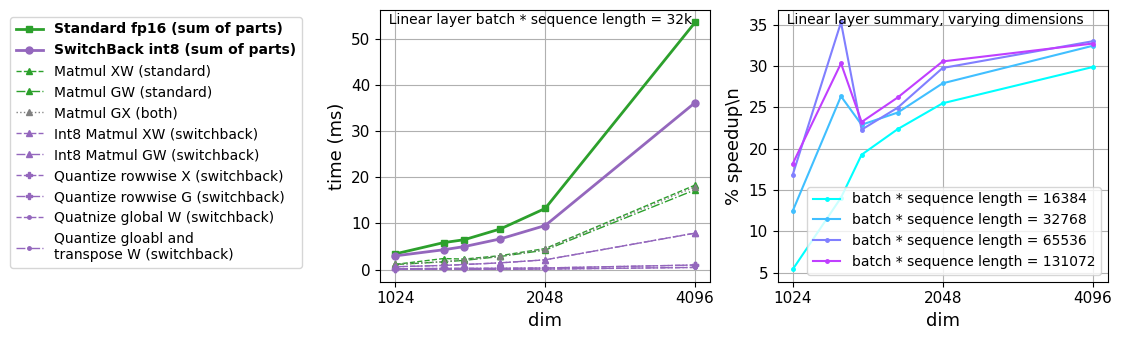 Standard fp16 (sum of parts)
SwitchBack int8 (sum of parts)
Matmul XW (standard)
Matmul GW (standard)
Matmul GX (both)
Int8 Matmul XW (switchback)
Int8 Matmul GW (switchback)
Quantize rowwise X (switchback)
Quantize rowwise G (switchback)
Quatnize global W (switchback)
Quantize gloabl and
transpose W (switchback)
Linear layer batch * sequence length = 32k
time (ms)
50
40
30
20
10
0
1024
2048
4096
dim
Linear layer summary, varying dimensions
% speedup\n
35
30
25
20
15
10
5
batch * sequence length = 16384
batch * sequence length = 32768
batch * sequence length = 65536
batch * sequence length = 131072
1024
2048
4096
dim